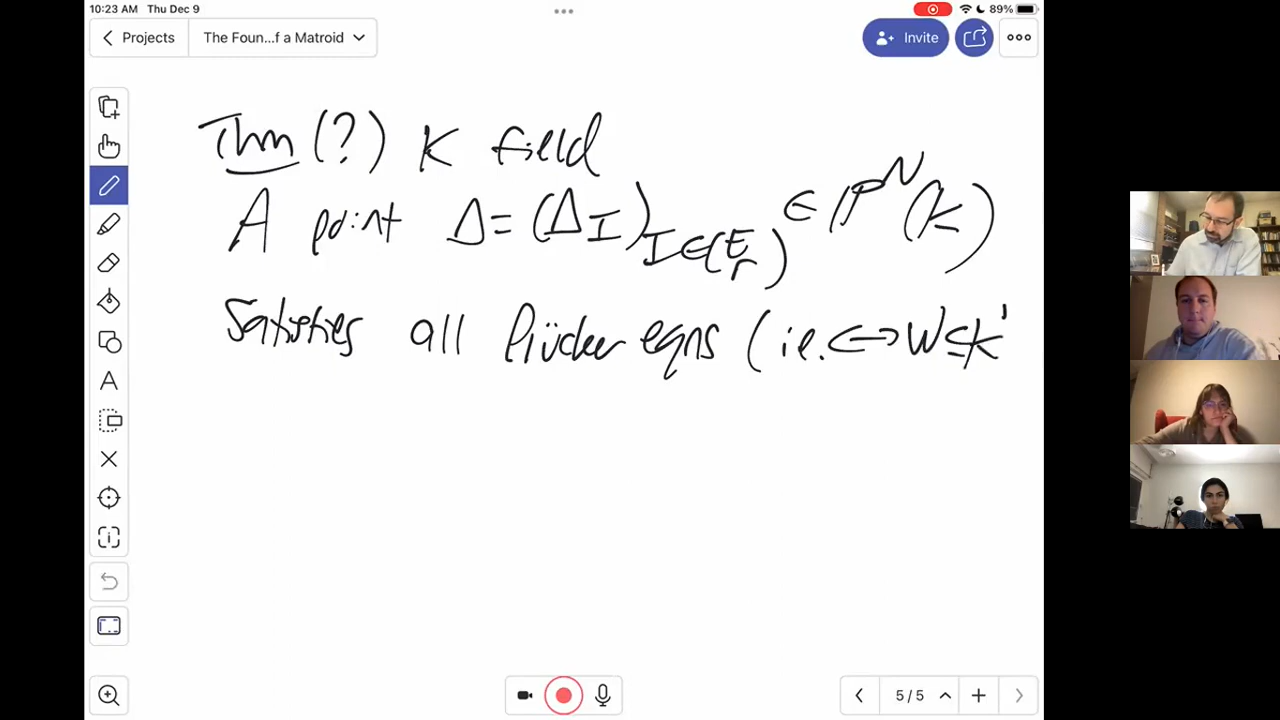 10:23 AM Thu Dec 9
89%
Projects
The Foun...f a Matroid
Invite
Thm (?) K field
A point Δ = (Δ_I)_{I∈(E r)} ∈ P^N(K)
Satisfies all Plücker eqns (ie. ↔ W ⊆ K'
A
5/5